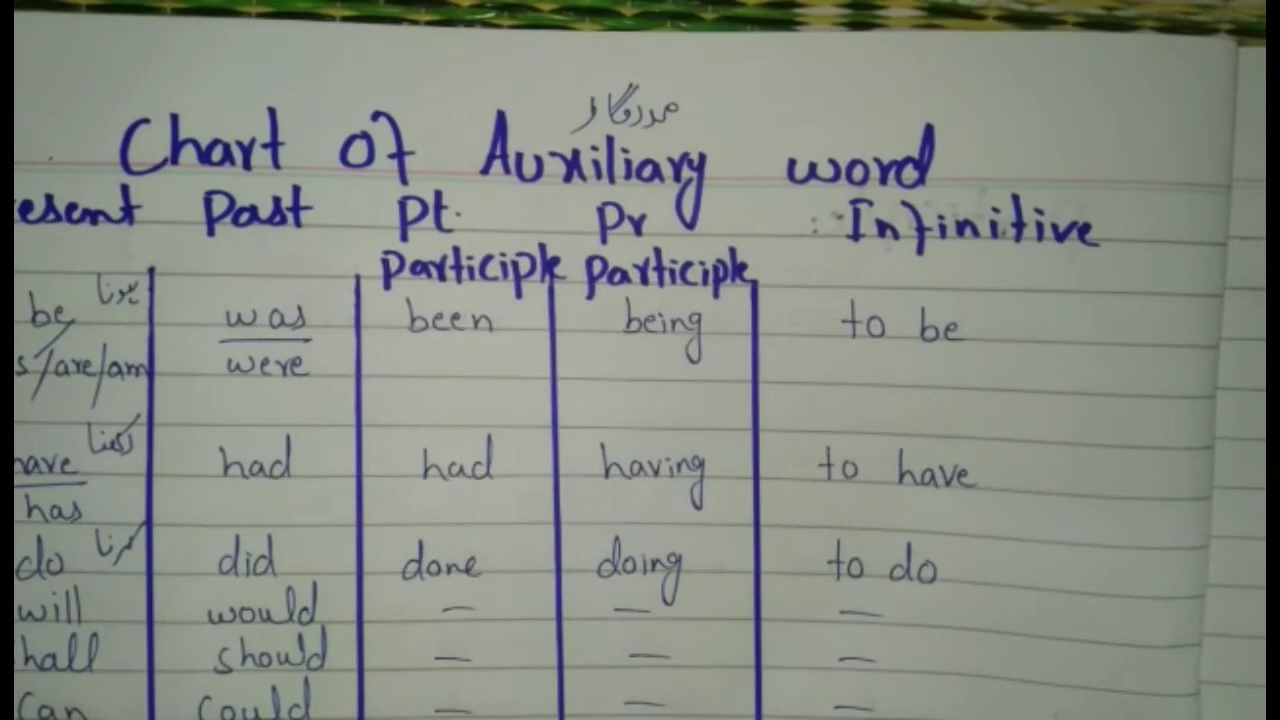 مددگار
Chart Of Auxiliary word
esent Past Pt. Pr Infinitive
participle participle
be ہونا was been being to be
s/are/am were
have رکھنا had had having to have
has
do کرنا did done doing to do
will would — — —
hall should — — —
can could — — —